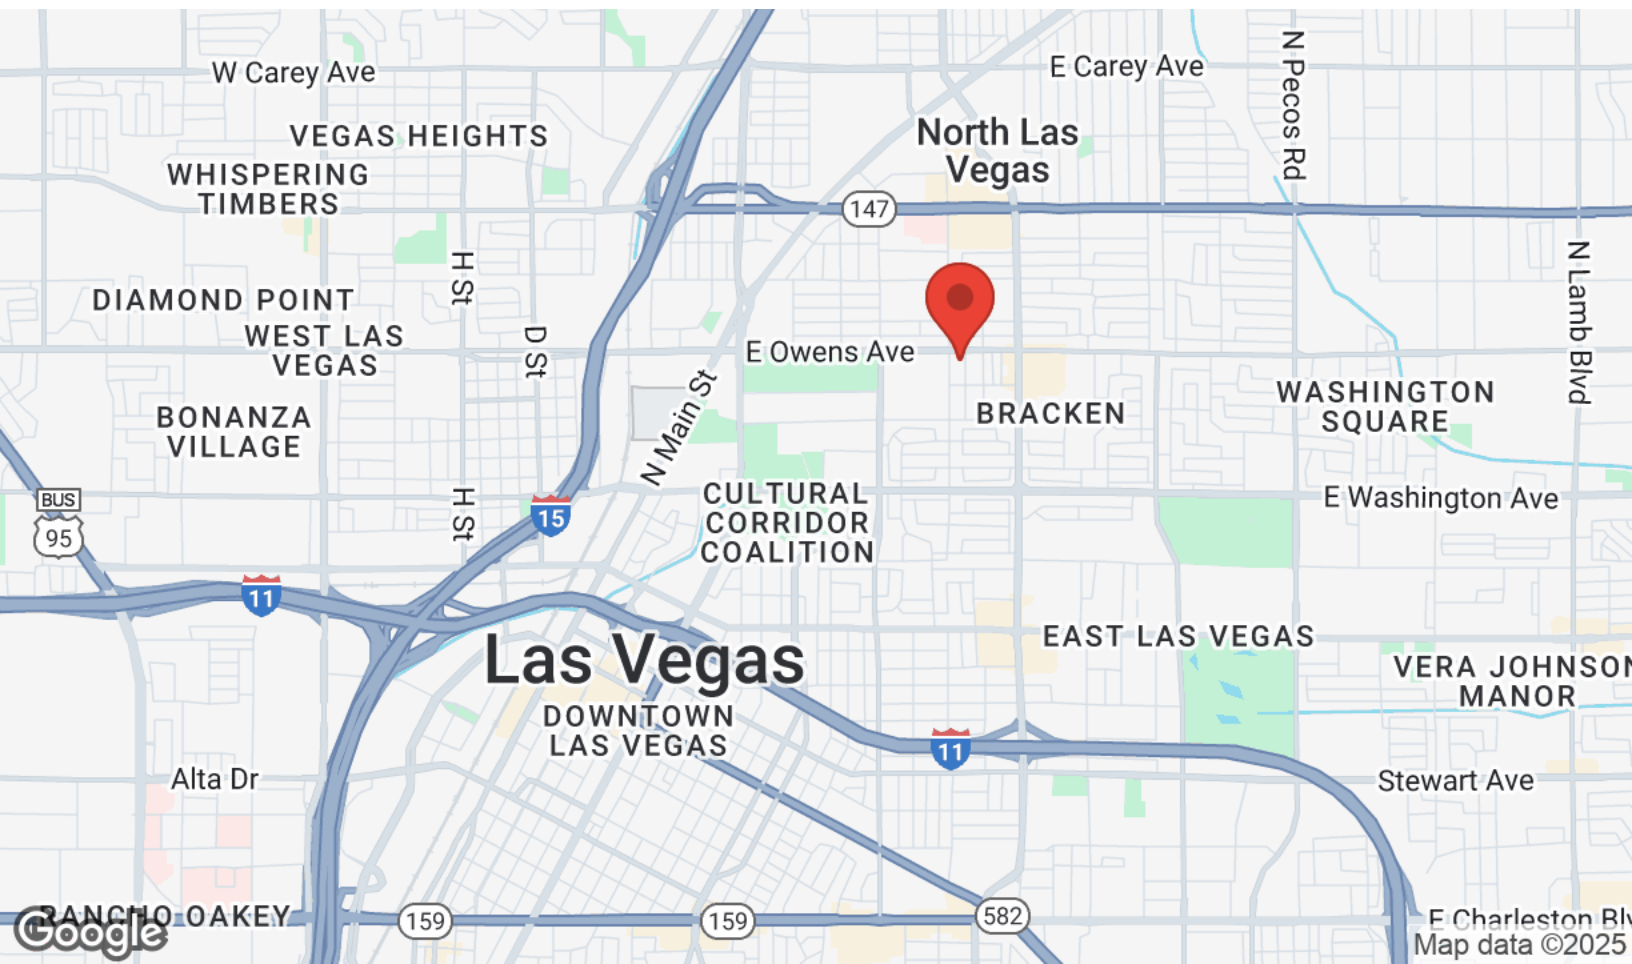 W Carey Ave
E Carey Ave
N Pecos Rd
VEGAS HEIGHTS
North Las
Vegas
WHISPERING
TIMBERS
147
H St
N Lamb Blvd
DIAMOND POINT
WEST LAS
VEGAS
D St
E Owens Ave
N Main St
BONANZA
VILLAGE
BRACKEN
WASHINGTON
SQUARE
BUS
95
H St
15
CULTURAL
CORRIDOR
COALITION
E Washington Ave
11
Las Vegas
EAST LAS VEGAS
VERA JOHNSON
MANOR
DOWNTOWN
LAS VEGAS
11
Alta Dr
Stewart Ave
RANCHO OAKEY
159
159
582
E Charleston Blv
Google
Map data ©2025